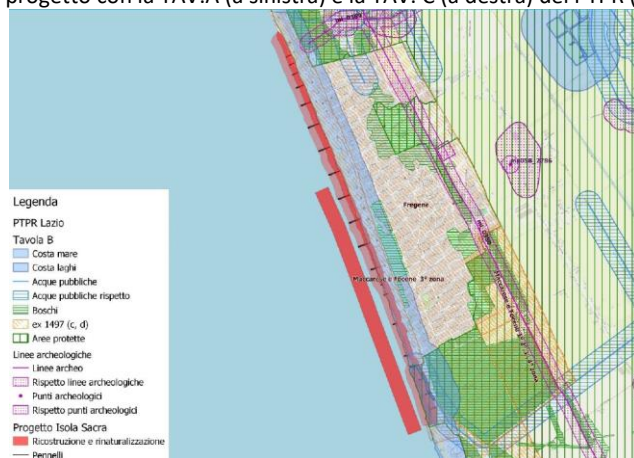 progetto con la TAV.A (a sinistra) e la TAV. C (a destra) del PTPR (
Fregene
Maccarese e Focene 3° zona
Legenda
PTPR Lazio
Tavola B
Costa mare
Costa laghi
Acque pubbliche
Acque pubbliche rispetto
Boschi
ex 1497 (c, d)
Aree protette
Linee archeologiche
Linee archeo
Rispetto linee archeologiche
Punti archeologici
Rispetto punti archeologici
Progetto Isola Sacra
Ricostruzione e rinaturalizzazione
Pennelli